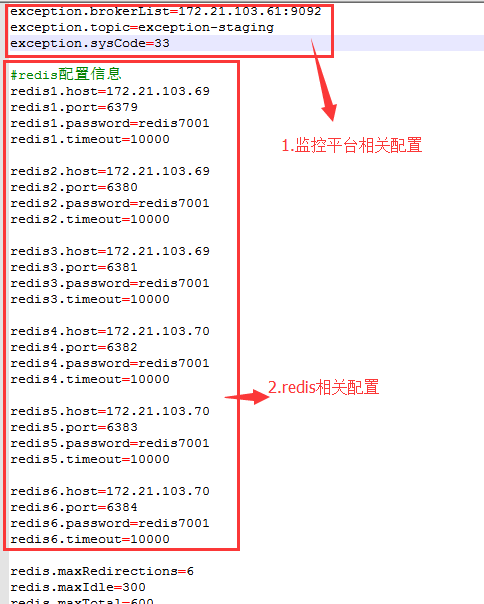 exception.brokerList=172.21.103.61:9092
exception.topic=exception-staging
exception.sysCode=33
#redis配置信息
redis1.host=172.21.103.69
redis1.port=6379
redis1.password=redis7001
redis1.timeout=10000
1.监控平台相关配置
redis2.host=172.21.103.69
redis2.port=6380
redis2.password=redis7001
redis2.timeout=10000
redis3.host=172.21.103.69
redis3.port=6381
redis3.password=redis7001
redis3.timeout=10000
redis4.host=172.21.103.70
redis4.port=6382
redis4.password=redis7001
redis4.timeout=10000
2.redis相关配置
redis5.host=172.21.103.70
redis5.port=6383
redis5.password=redis7001
redis5.timeout=10000
redis6.host=172.21.103.70
redis6.port=6384
redis6.password=redis7001
redis6.timeout=10000
redis.maxRedirections=6
redis.maxIdle=300
redis.maxTotal=600